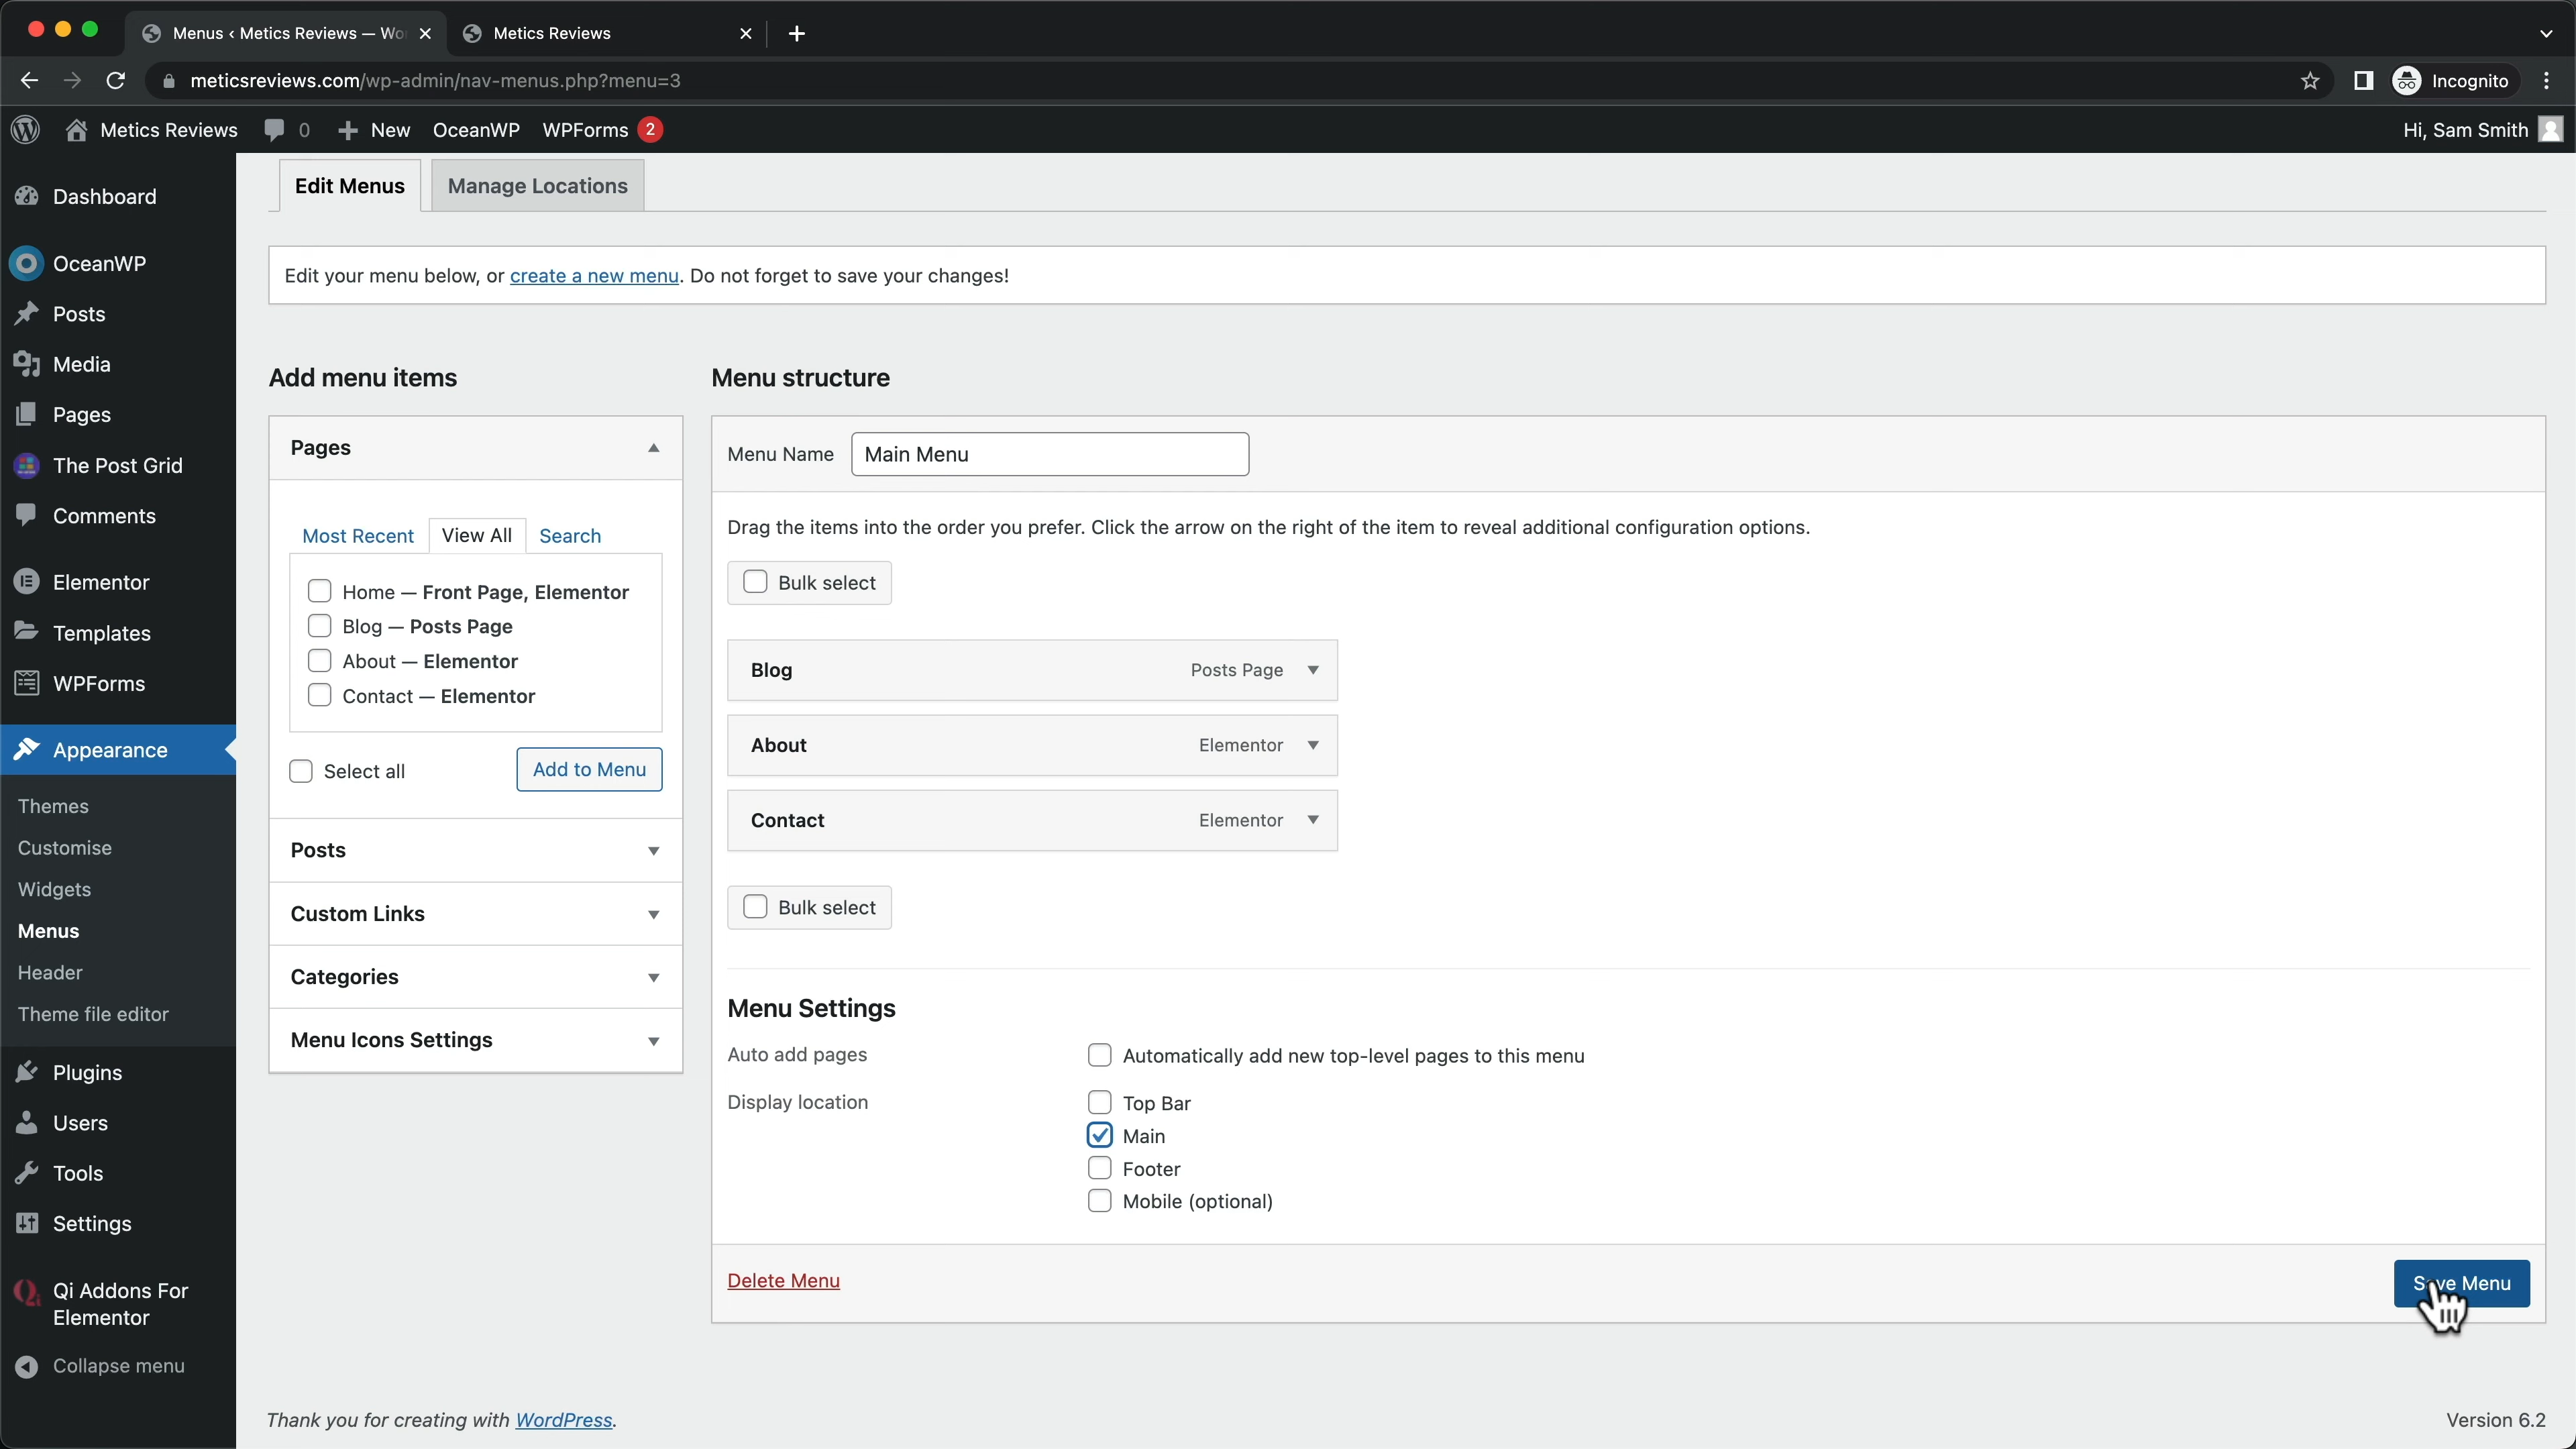 Menus ‹ Metics Reviews — Wo
Metics Reviews
meticsreviews.com/wp-admin/nav-menus.php?menu=3
Incognito
Metics Reviews
0
New
OceanWP
WPForms
2
Hi, Sam Smith
Dashboard
OceanWP
Posts
Media
Pages
The Post Grid
Comments
Elementor
Templates
WPForms
Appearance
Themes
Customise
Widgets
Menus
Header
Theme file editor
Plugins
Users
Tools
Settings
Qi Addons For
Elementor
Collapse menu
Edit Menus
Manage Locations
Edit your menu below, or create a new menu. Do not forget to save your changes!
Add menu items
Pages
Most Recent
View All
Search
Home — Front Page, Elementor
Blog — Posts Page
About — Elementor
Contact — Elementor
Select all
Add to Menu
Posts
Custom Links
Categories
Menu Icons Settings
Menu structure
Menu Name
Main Menu
Drag the items into the order you prefer. Click the arrow on the right of the item to reveal additional configuration options.
Bulk select
Blog
Posts Page
About
Elementor
Contact
Elementor
Bulk select
Menu Settings
Auto add pages
Automatically add new top-level pages to this menu
Display location
Top Bar
Main
Footer
Mobile (optional)
Delete Menu
Save Menu
Thank you for creating with WordPress.
Version 6.2